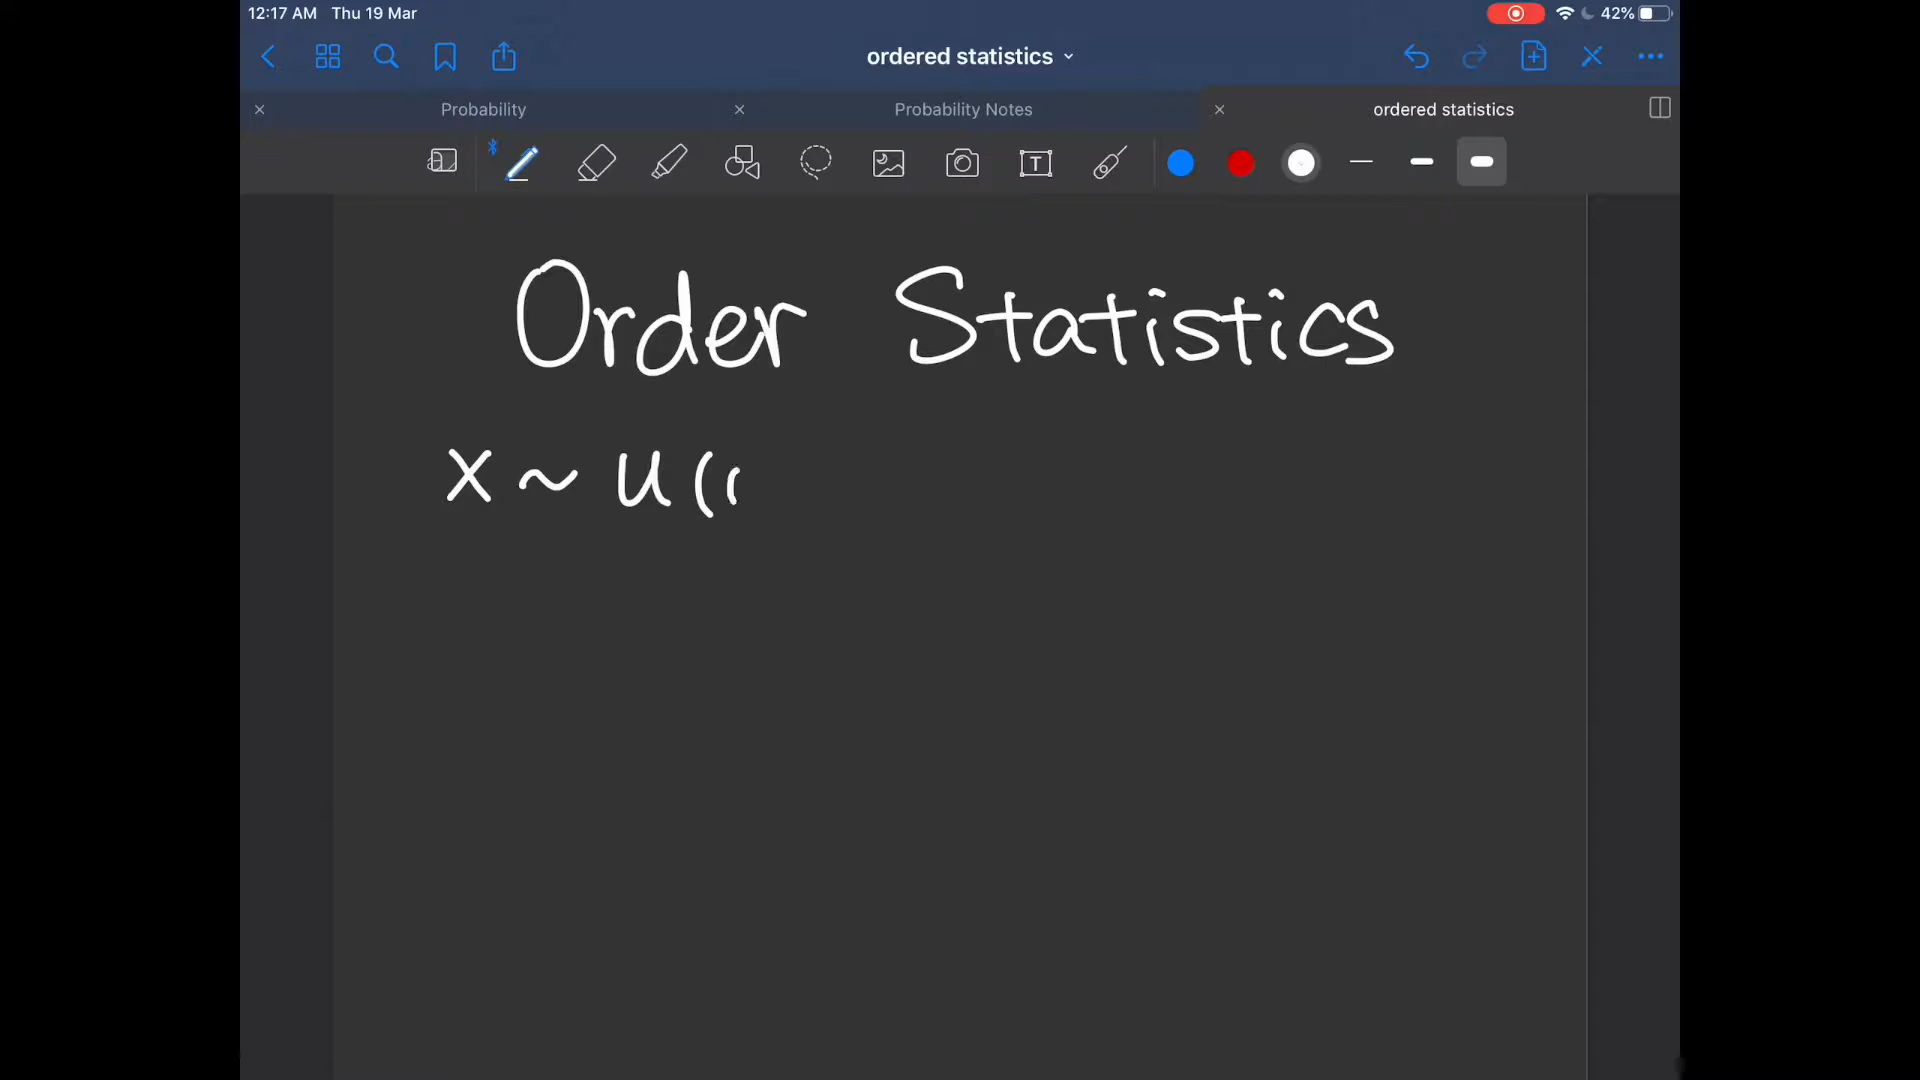 12:17 AM Thu 19 Mar 42%
ordered statistics
Probability Probability Notes ordered statistics
T
Order Statistics
X ~ U (